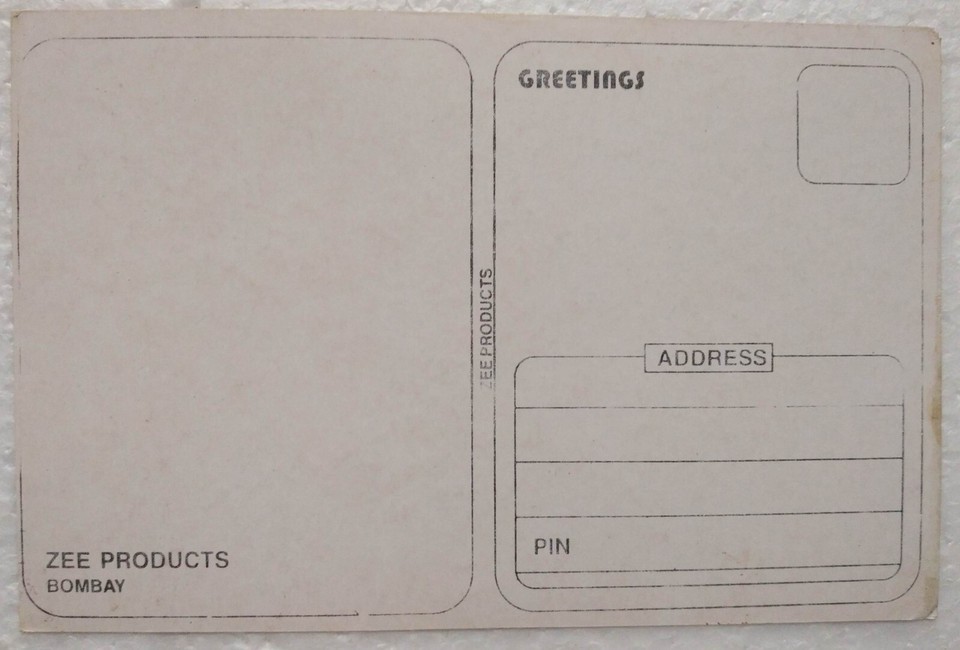 ZEE PRODUCTS
BOMBAY
ZEE PRODUCTS
GREETINGS
ADDRESS
PIN